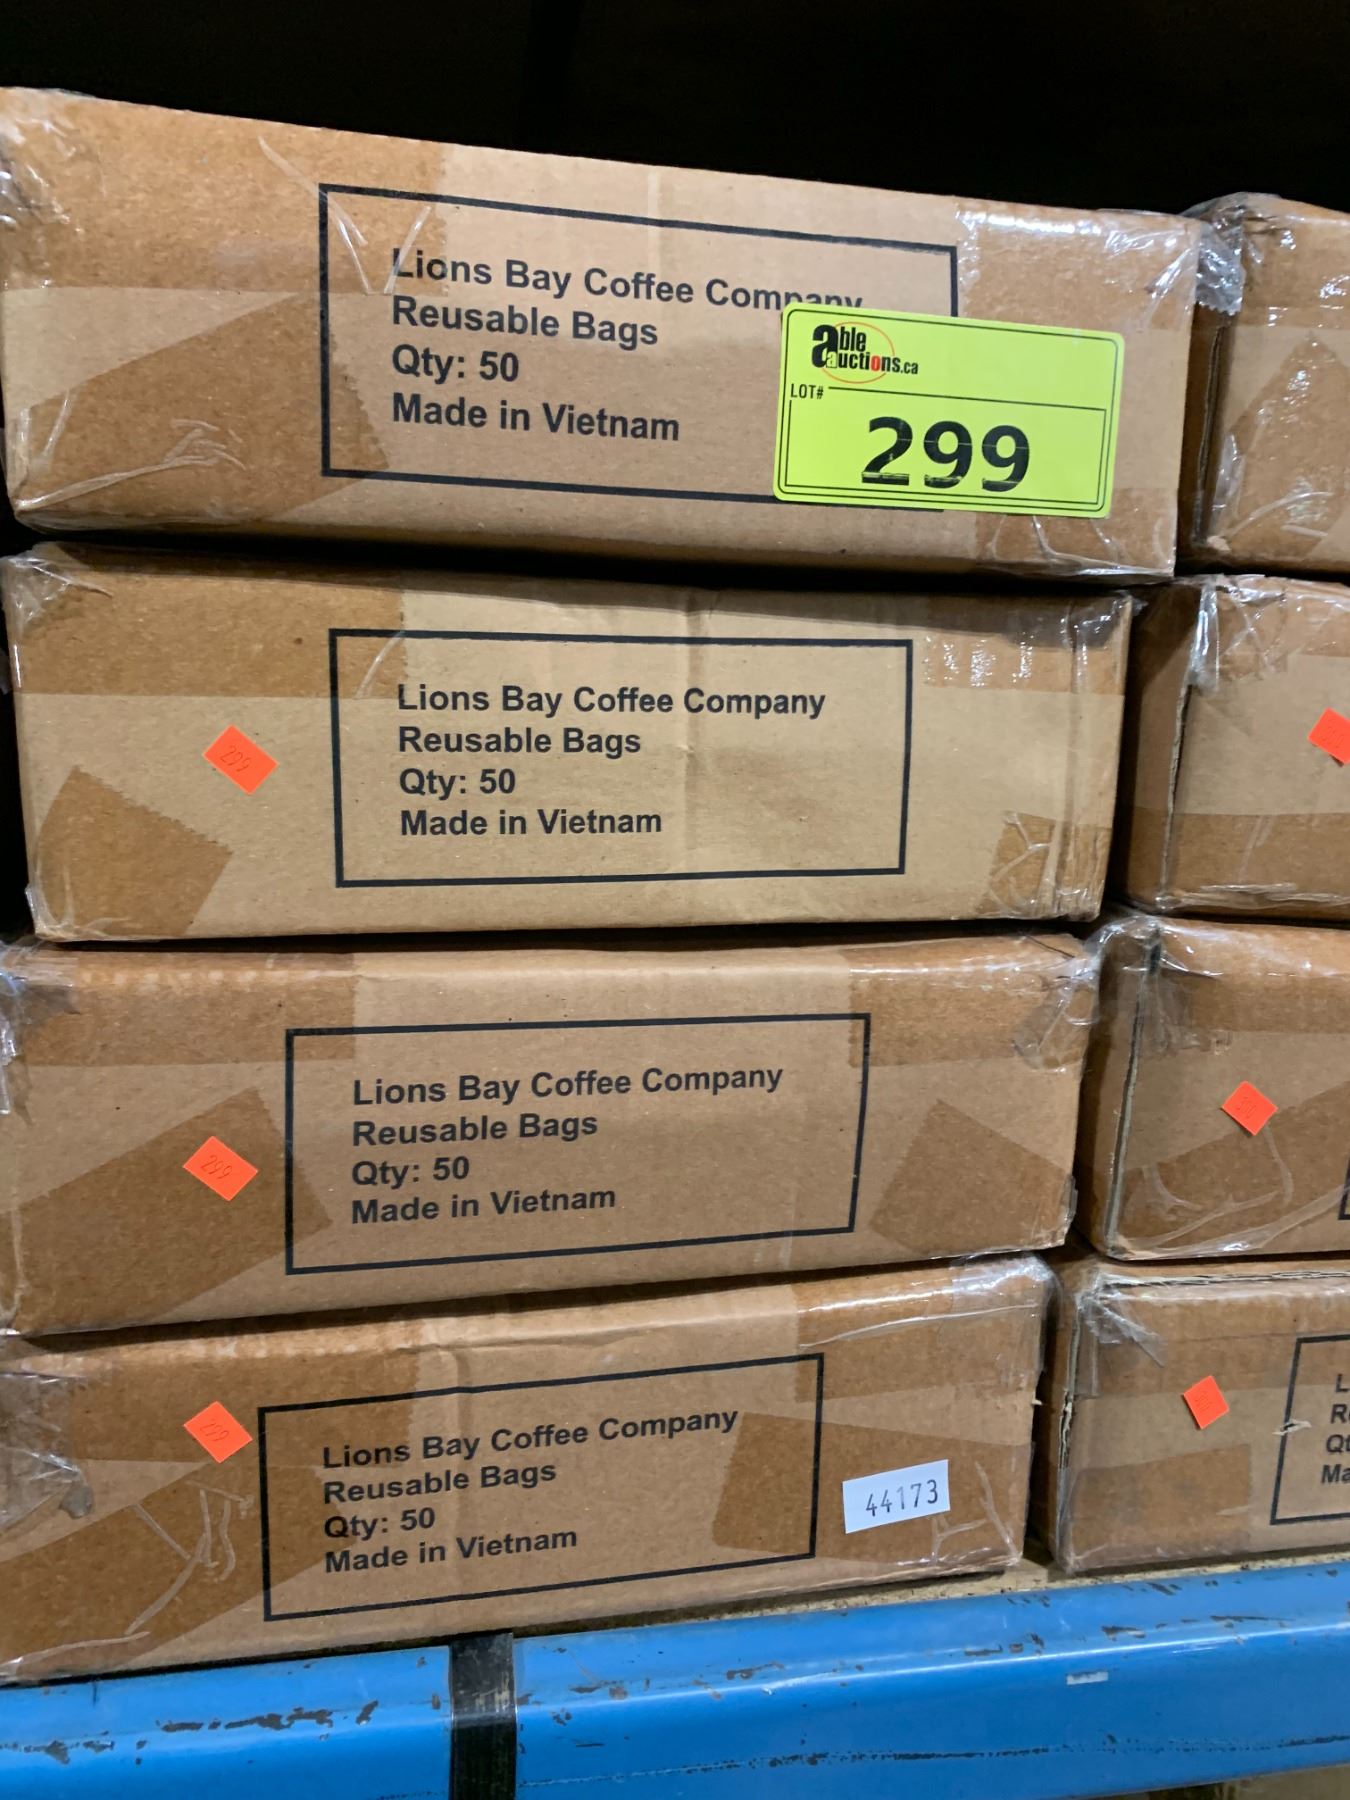 Lions Bay Coffee Company
Reusable Bags
Qty: 50
Made in Vietnam
able
auctions.ca
LOT#
299
Lions Bay Coffee Company
Reusable Bags
Qty: 50
Made in Vietnam
299
Lions Bay Coffee Company
Reusable Bags
Qty: 50
Made in Vietnam
299
Lions Bay Coffee Company
Reusable Bags
Qty: 50
Made in Vietnam
299
44173
L
R
Qt
Ma